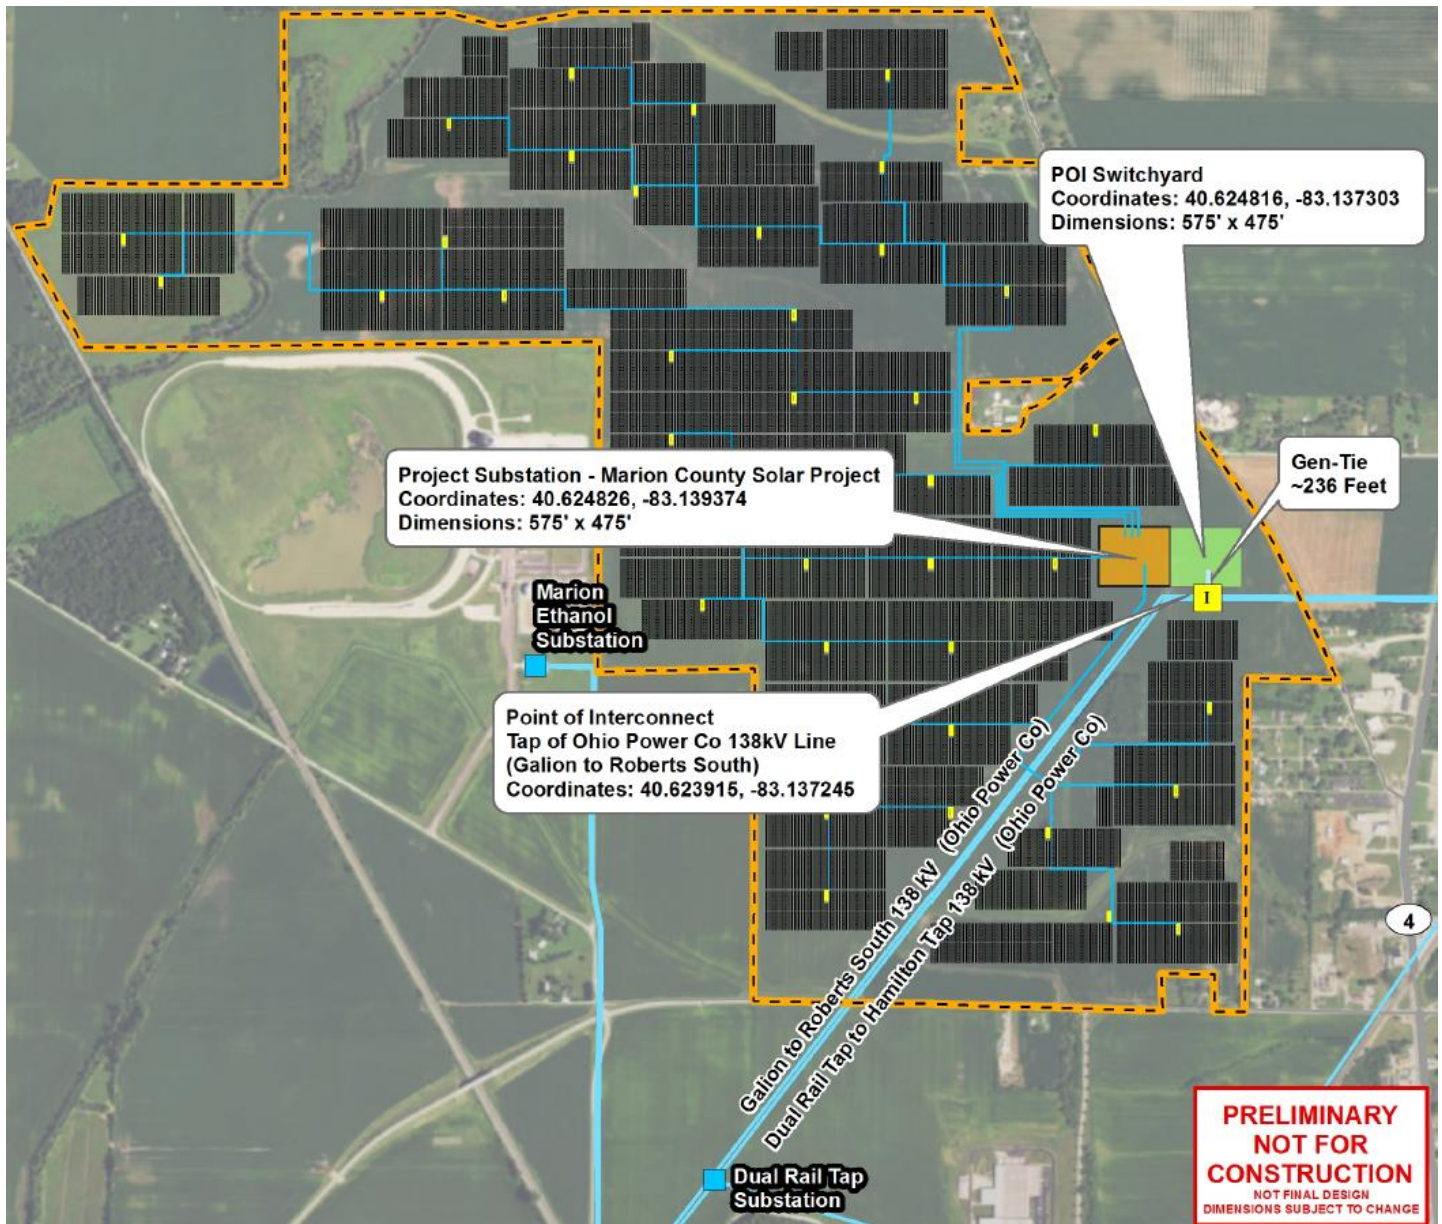 POI Switchyard
Coordinates: 40.624816, -83.137303
Dimensions: 575' x 475'
Gen-Tie
~236 Feet
Project Substation - Marion County Solar Project
Coordinates: 40.624826, -83.139374
Dimensions: 575' x 475'
I
Marion
Ethanol
Substation
Point of Interconnect
Tap of Ohio Power Co 138kV Line
(Galion to Roberts South)
Coordinates: 40.623915, -83.137245
Galion to Roberts South 138 kV (Ohio Power Co)
Dual Rail Tap to Hamilton Tap 138 kV (Ohio Power Co)
4
Dual Rail Tap
Substation
PRELIMINARY
NOT FOR
CONSTRUCTION
NOT FINAL DESIGN
DIMENSIONS SUBJECT TO CHANGE